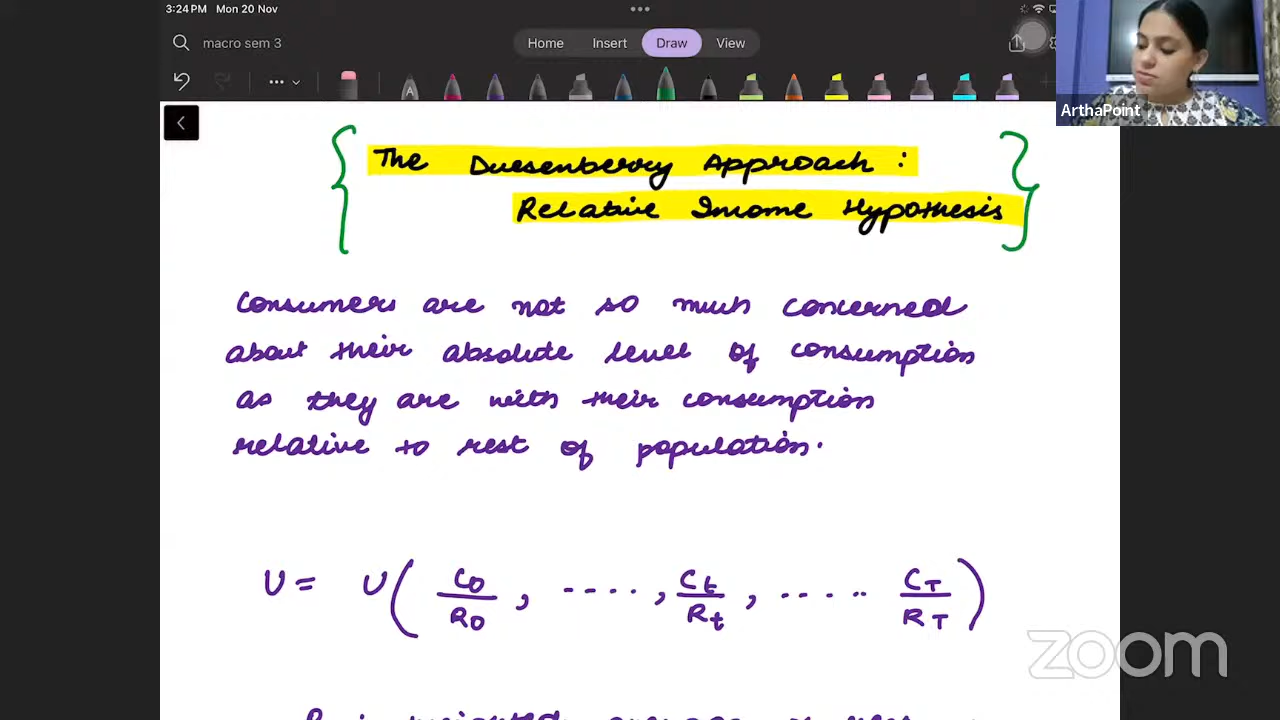 3:24 PM Mon 20 Nov
macro sem 3
Home Insert Draw View
A
ArthaPoint
The Duesenberry Approach :
Relative Income Hypothesis
Consumers are not so much concerned
about their absolute level of consumption
as they are with their consumption
relative to rest of population.
U = U ( C0/R0 , ---- , Ct/Rt , ..... CT/RT )
zoom